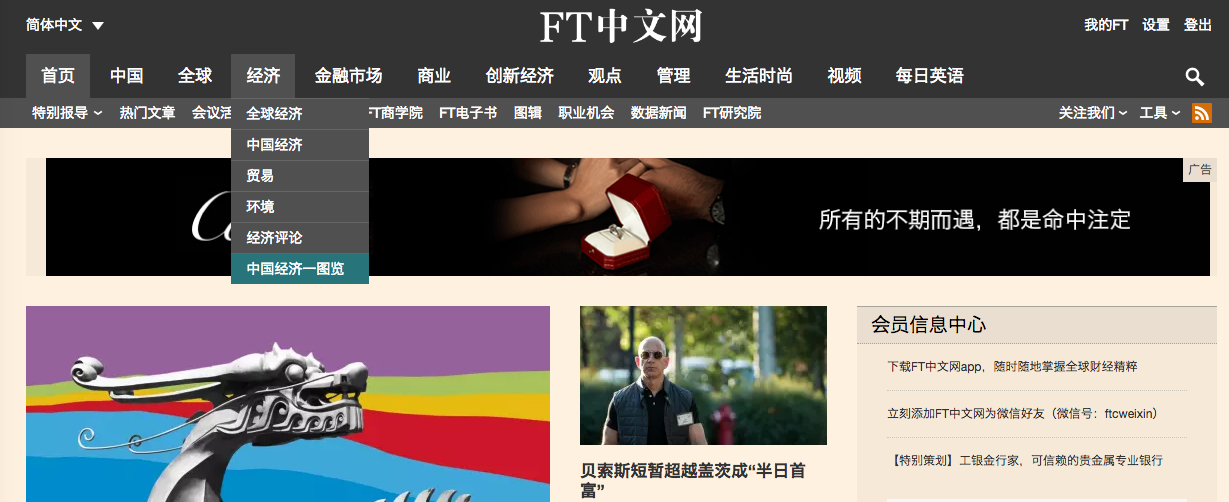 简体中文
FT中文网
我的FT 设置 登出
首页 中国 全球 经济 金融市场 商业 创新经济 观点 管理 生活时尚 视频 每日英语
特别报导 热门文章 会议活 FT商学院 FT电子书 图辑 职业机会 数据新闻 FT研究院 关注我们 工具
全球经济
中国经济
贸易
环境
经济评论
中国经济一图览
广告
所有的不期而遇，都是命中注定
贝索斯短暂超越盖茨成“半日首
富”
会员信息中心
下载FT中文网app，随时随地掌握全球财经精粹
立刻添加FT中文网为微信好友（微信号：ftcweixin）
【特别策划】工银金行家，可信赖的贵金属专业银行